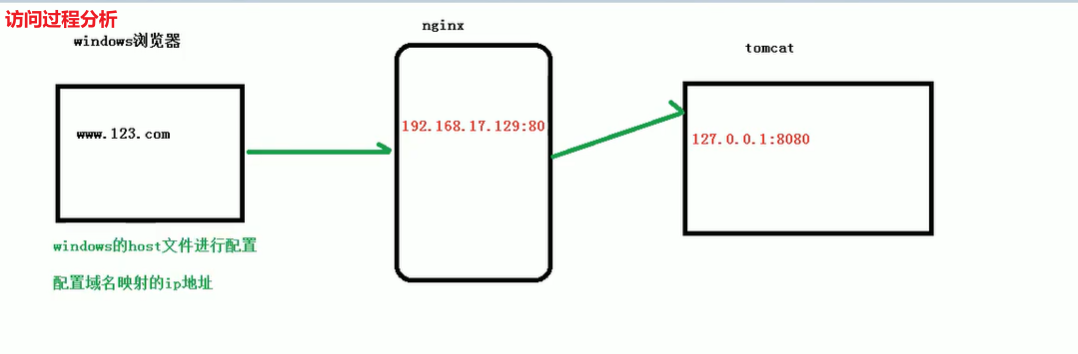 访问过程分析
windows浏览器
nginx
tomcat
www.123.com
192.168.17.129:80
127.0.0.1:8080
windows的host文件进行配置
配置域名映射的ip地址